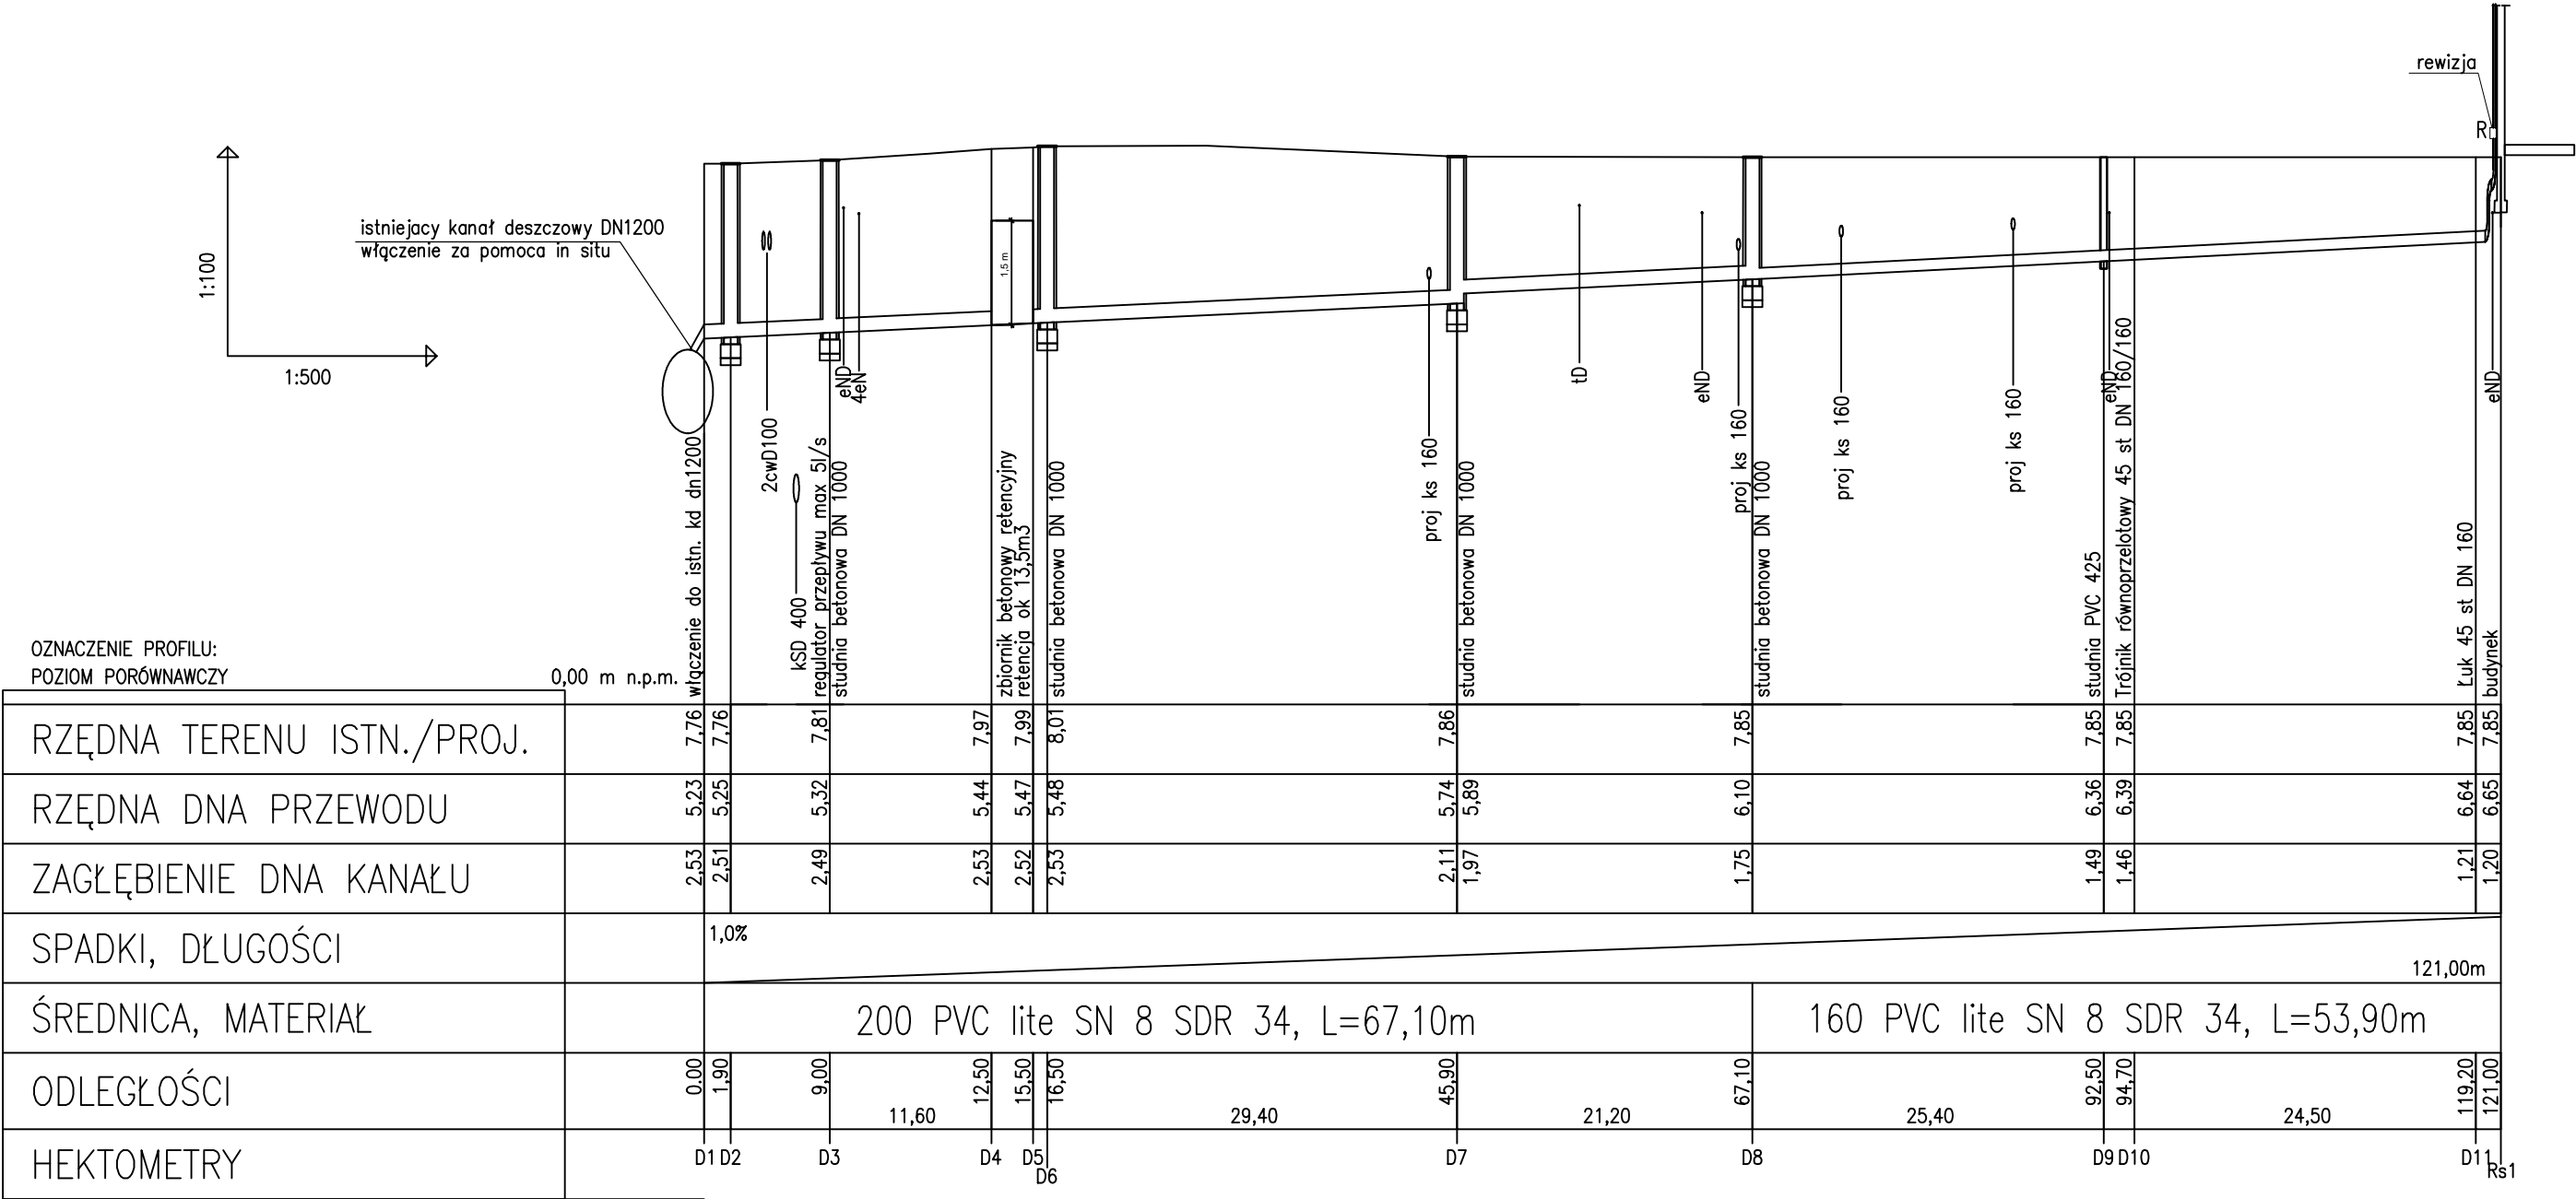 rewizja
R
istniejacy kanał deszczowy DN1200
włączenie za pomoca in situ
1:100
1:500
1,5 m
eND
4eN
2cwD100
kSD 400
proj ks 160
tD
eND
proj ks 160
proj ks 160
proj ks 160
eND
eND
włączenie do istn. kd dn1200
regulator przepływu max 5l/s
studnia betonowa DN 1000
zbiornik betonowy retencyjny
retencja ok 13,5m3
studnia betonowa DN 1000
studnia betonowa DN 1000
studnia betonowa DN 1000
studnia PVC 425
Trójnik równoprzelotowy 45 st DN 160/160
Łuk 45 st DN 160
budynek
OZNACZENIE PROFILU:
POZIOM PORÓWNAWCZY 0,00 m n.p.m.
RZĘDNA TERENU ISTN./PROJ. 7,76 7,76 7,81 7,97 7,99 8,01 7,86 7,85 7,85 7,85 7,85 7,85
RZĘDNA DNA PRZEWODU 5,23 5,25 5,32 5,44 5,47 5,48 5,74 5,89 6,10 6,36 6,39 6,64 6,65
ZAGŁĘBIENIE DNA KANAŁU 2,53 2,51 2,49 2,53 2,52 2,53 2,11 1,97 1,75 1,49 1,46 1,21 1,20
SPADKI, DŁUGOŚCI 1,0% 121,00m
ŚREDNICA, MATERIAŁ 200 PVC lite SN 8 SDR 34, L=67,10m 160 PVC lite SN 8 SDR 34, L=53,90m
ODLEGŁOŚCI 0.00 1,90 9,00 12,50 15,50 16,50 45,90 67,10 92,50 94,70 119,20 121,00
11,60 29,40 21,20 25,40 24,50
HEKTOMETRY D1 D2 D3 D4 D5 D6 D7 D8 D9 D10 D11 Rs1